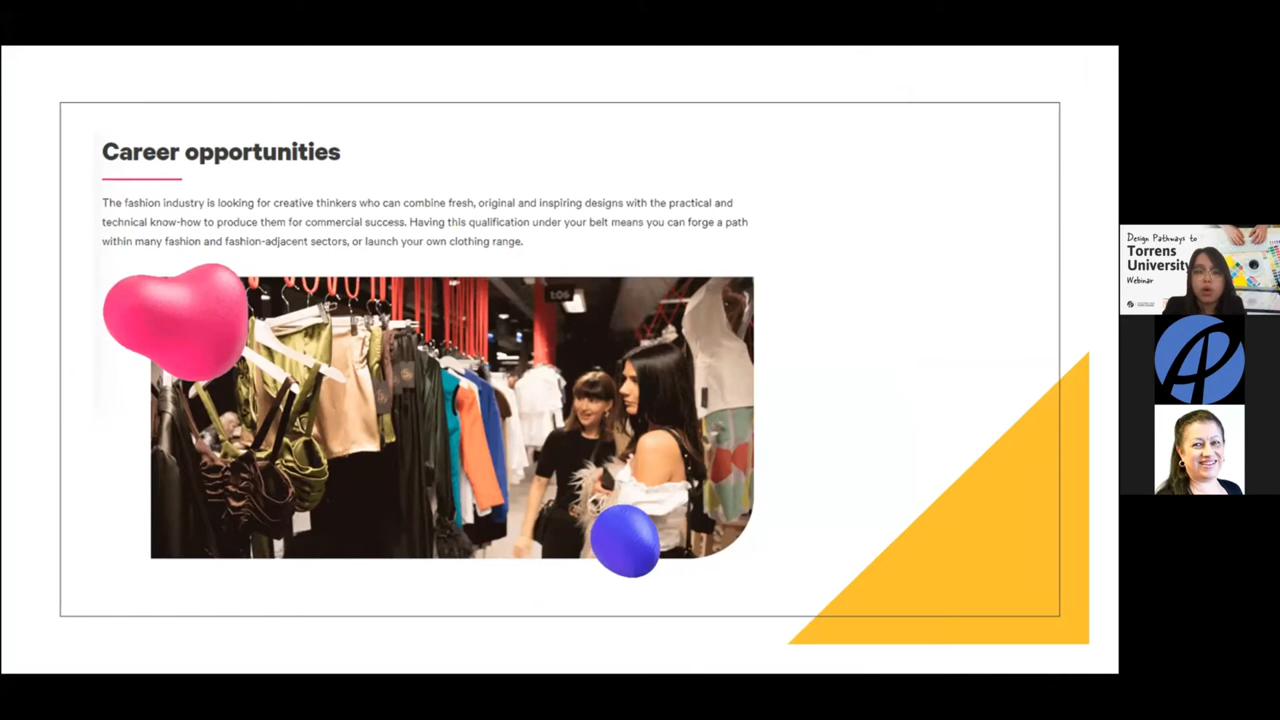 Career opportunities
The fashion industry is looking for creative thinkers who can combine fresh, original and inspiring designs with the practical and
technical know-how to produce them for commercial success. Having this qualification under your belt means you can forge a path
within many fashion and fashion-adjacent sectors, or launch your own clothing range.
1:06
Design Pathways to
Torrens
University
Webinar